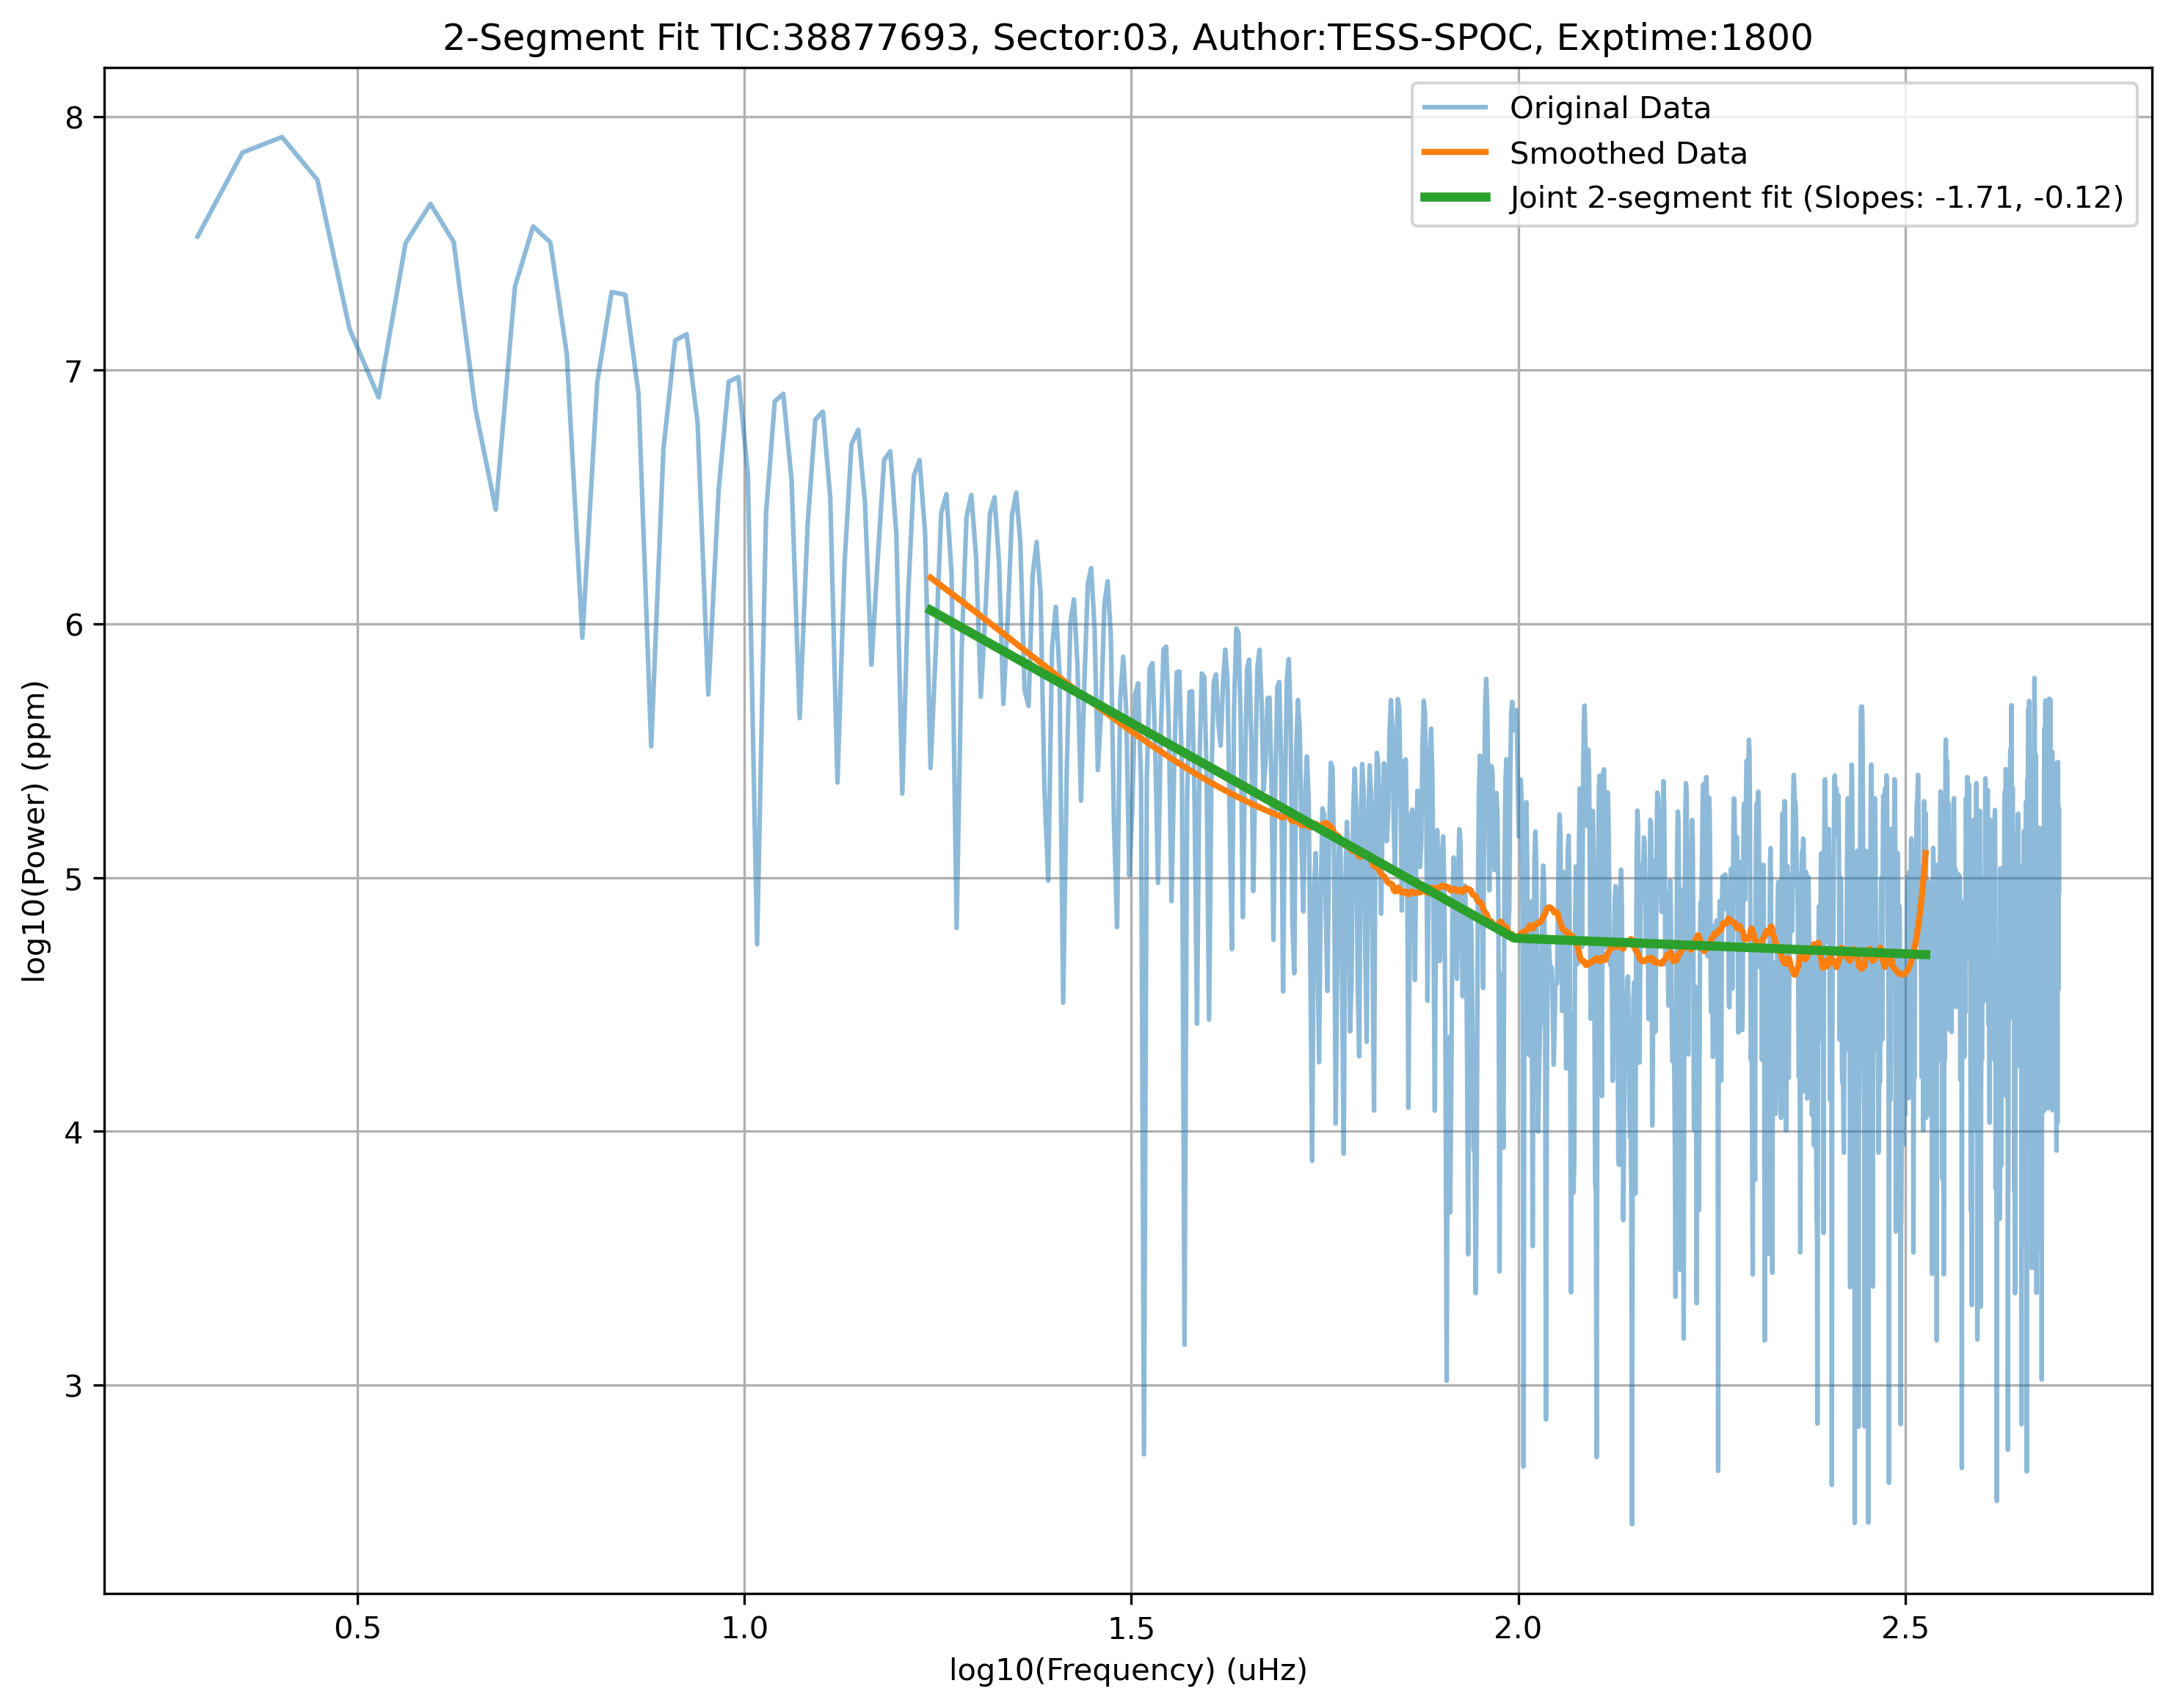 2-Segment Fit TIC:38877693, Sector:03, Author:TESS-SPOC, Exptime:1800
Original Data
Smoothed Data
Joint 2-segment fit (Slopes: -1.71, -0.12)
log10(Power) (ppm)
8
7
6
5
4
3
0.5
1.0
1.5
2.0
2.5
log10(Frequency) (uHz)